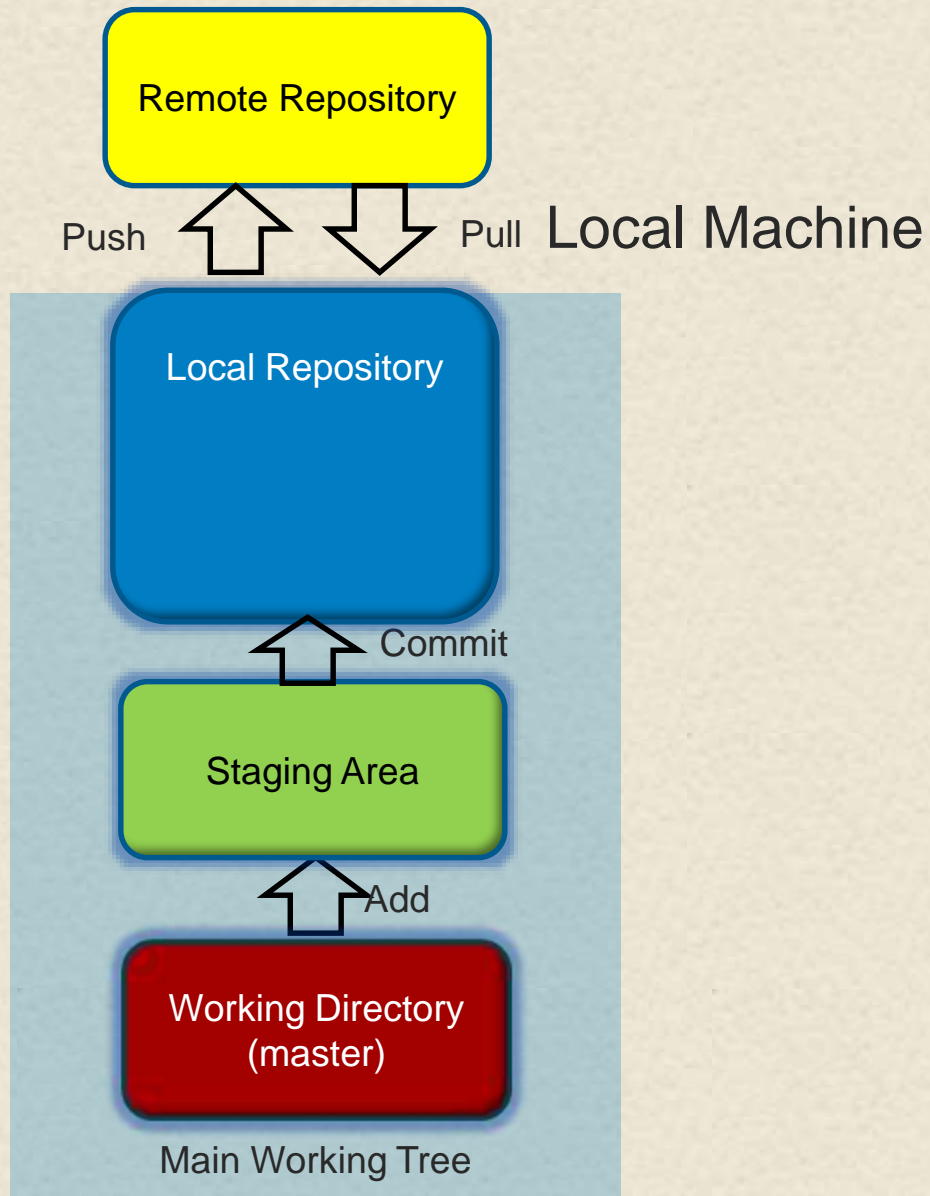 Remote Repository
Push
Pull
Local Machine
Local Repository
Commit
Staging Area
Add
Working Directory
(master)
Main Working Tree